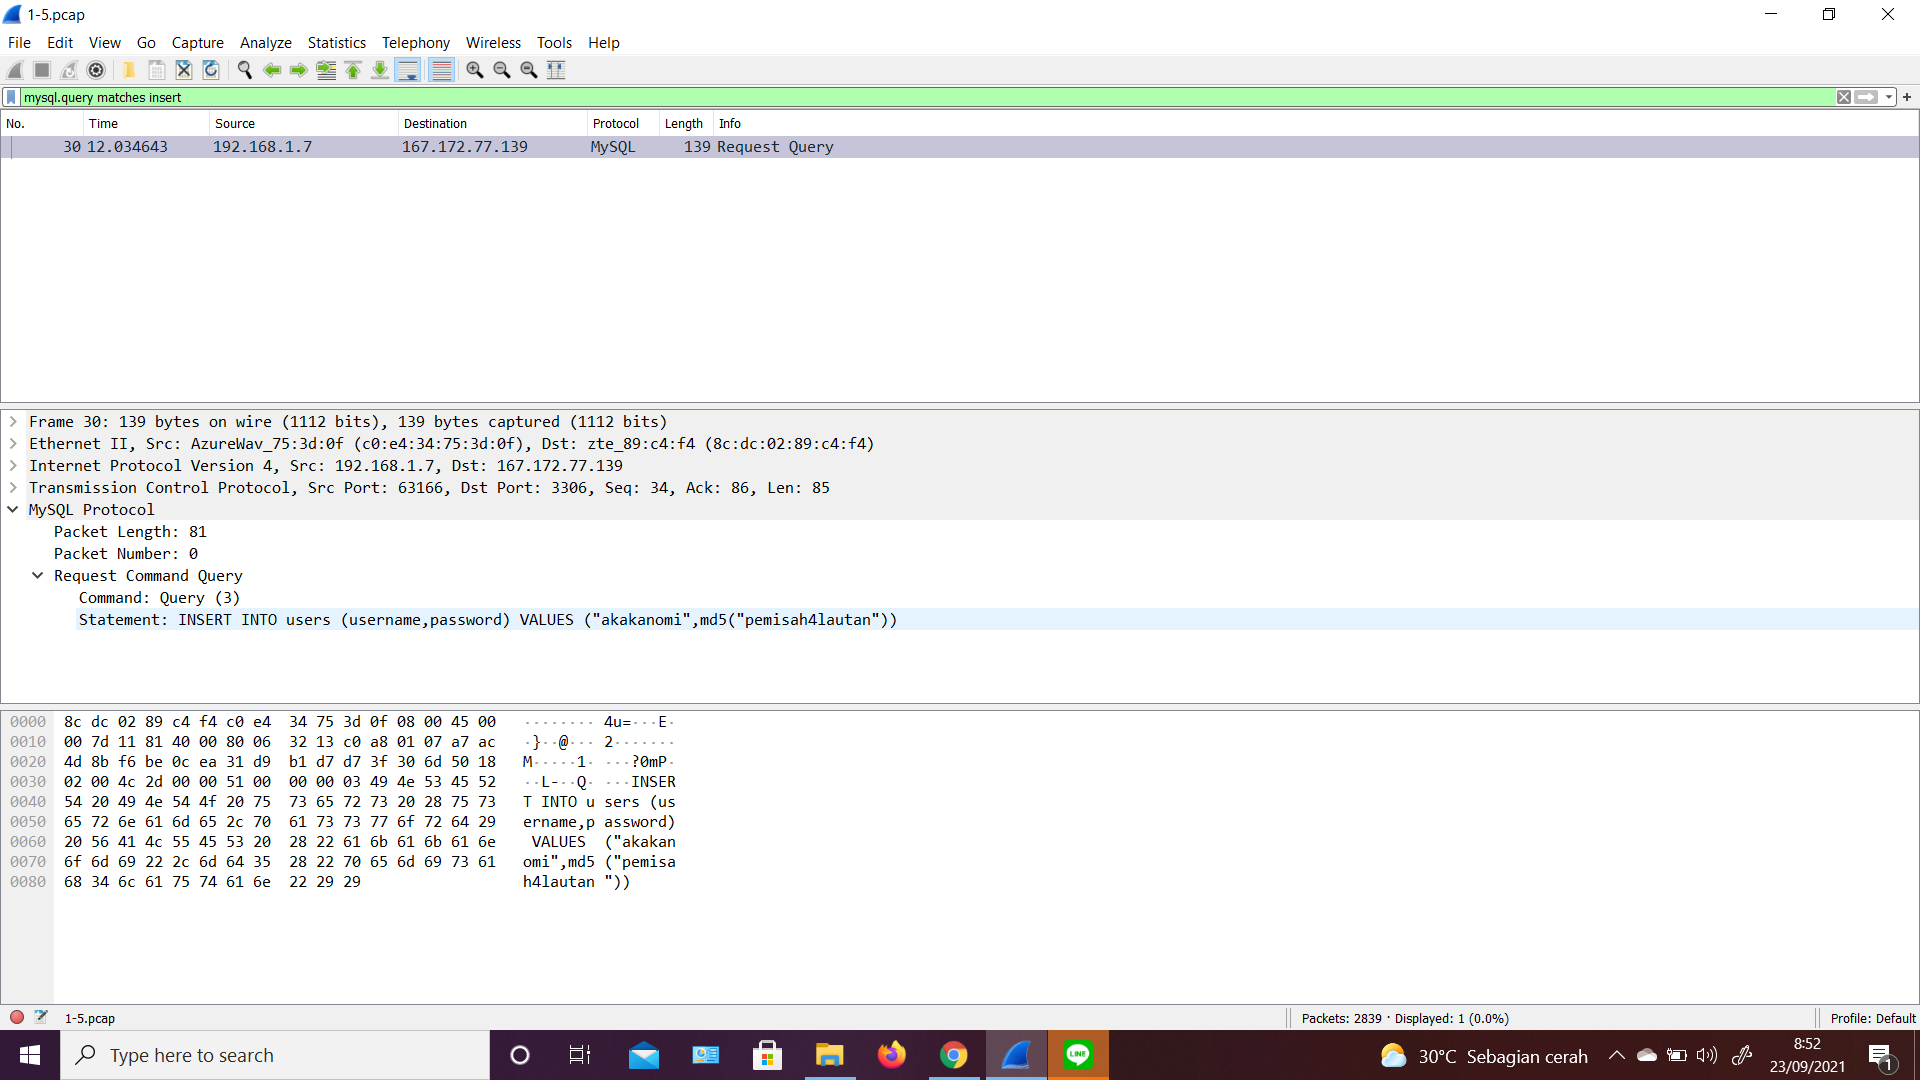 1-5.pcap
File Edit View Go Capture Analyze Statistics Telephony Wireless Tools Help
mysql.query matches insert
No. Time Source Destination Protocol Length Info
30 12.034643 192.168.1.7 167.172.77.139 MySQL 139 Request Query
Frame 30: 139 bytes on wire (1112 bits), 139 bytes captured (1112 bits)
Ethernet II, Src: AzureWav_75:3d:0f (c0:e4:34:75:3d:0f), Dst: zte_89:c4:f4 (8c:dc:02:89:c4:f4)
Internet Protocol Version 4, Src: 192.168.1.7, Dst: 167.172.77.139
Transmission Control Protocol, Src Port: 63166, Dst Port: 3306, Seq: 34, Ack: 86, Len: 85
MySQL Protocol
Packet Length: 81
Packet Number: 0
Request Command Query
Command: Query (3)
Statement: INSERT INTO users (username,password) VALUES ("akakanomi",md5("pemisah4lautan"))
0000 8c dc 02 89 c4 f4 c0 e4 34 75 3d 0f 08 00 45 00 ········ 4u=···E·
0010 00 7d 11 81 40 00 80 06 32 13 c0 a8 01 07 a7 ac ·}··@··· 2·······
0020 4d 8b f6 be 0c ea 31 d9 b1 d7 d7 3f 30 6d 50 18 M·····1· ···?0mP·
0030 02 00 4c 2d 00 00 51 00 00 00 03 49 4e 53 45 52 ··L-··Q· ···INSER
0040 54 20 49 4e 54 4f 20 75 73 65 72 73 20 28 75 73 T INTO u sers (us
0050 65 72 6e 61 6d 65 2c 70 61 73 73 77 6f 72 64 29 ername,p assword)
0060 20 56 41 4c 55 45 53 20 28 22 61 6b 61 6b 61 6e VALUES ("akakan
0070 6f 6d 69 22 2c 6d 64 35 28 22 70 65 6d 69 73 61 omi",md5 ("pemisa
0080 68 34 6c 61 75 74 61 6e 22 29 29 h4lautan "))
1-5.pcap Packets: 2839 · Displayed: 1 (0.0%) Profile: Default
Type here to search LINE 30°C Sebagian cerah 8:52
23/09/2021 1